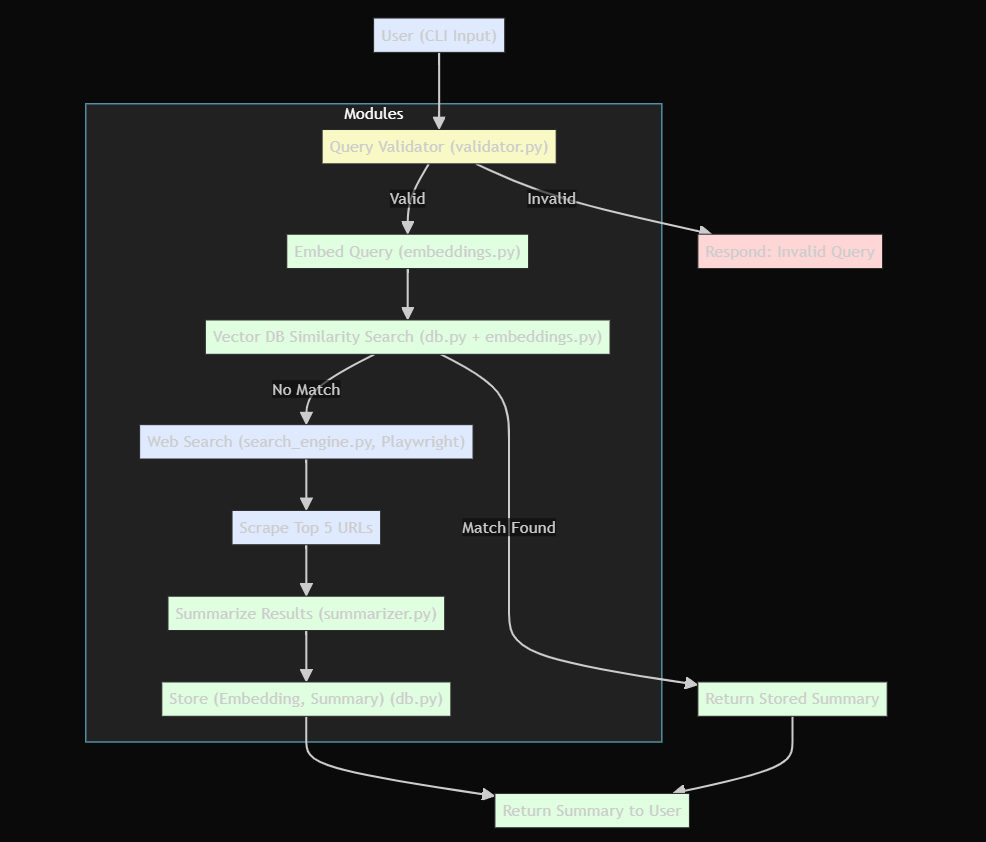 User (CLI Input)
Modules
Query Validator (validator.py)
Valid
Invalid
Embed Query (embeddings.py)
Respond: Invalid Query
Vector DB Similarity Search (db.py + embeddings.py)
No Match
Web Search (search_engine.py, Playwright)
Scrape Top 5 URLs
Match Found
Summarize Results (summarizer.py)
Store (Embedding, Summary) (db.py)
Return Stored Summary
Return Summary to User